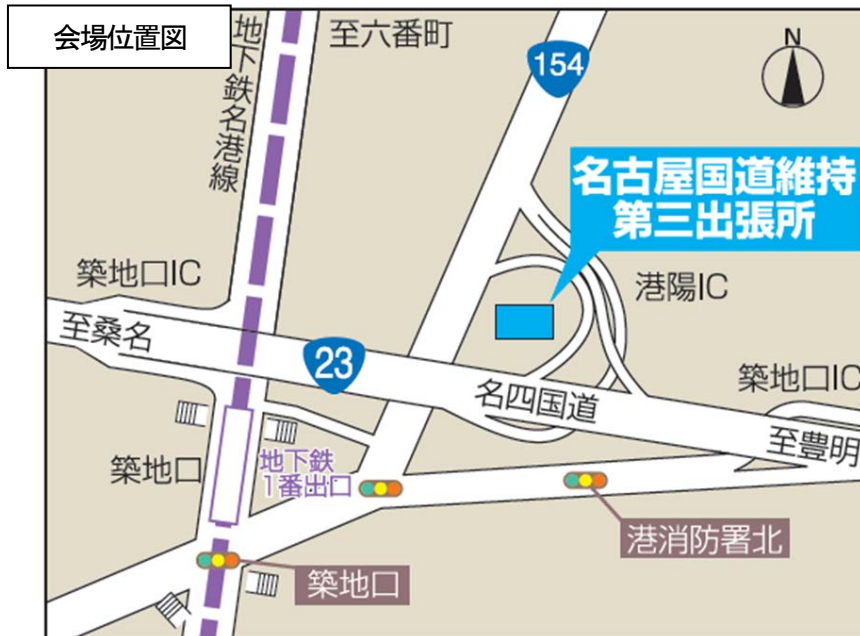 会場位置図
地下鉄名港線
至六番町
154
N
名古屋国道維持
第三出張所
築地口IC
港陽IC
至桑名
23
名四国道
築地口IC
至豊明
築地口
地下鉄
1番出口
港消防署北
築地口